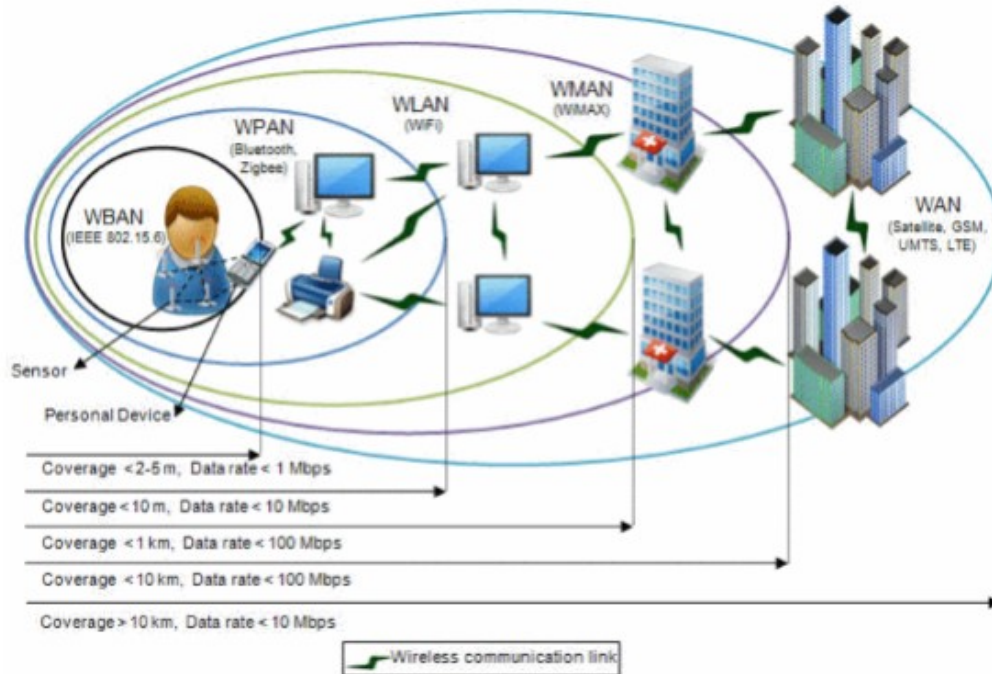 WMAN
(WiMAX)
WLAN
(WiFi)
WPAN
(Bluetooth,
Zigbee)
WBAN
(IEEE 802.15.6)
WAN
(Satellite, GSM,
UMTS, LTE)
Sensor
Personal Device
Coverage <2-5 m, Data rate < 1 Mbps
Coverage < 10 m, Data rate < 10 Mbps
Coverage <1 km, Data rate < 100 Mbps
Coverage <10 km, Data rate < 100 Mbps
Coverage > 10 km, Data rate < 10 Mbps
Wireless communication link